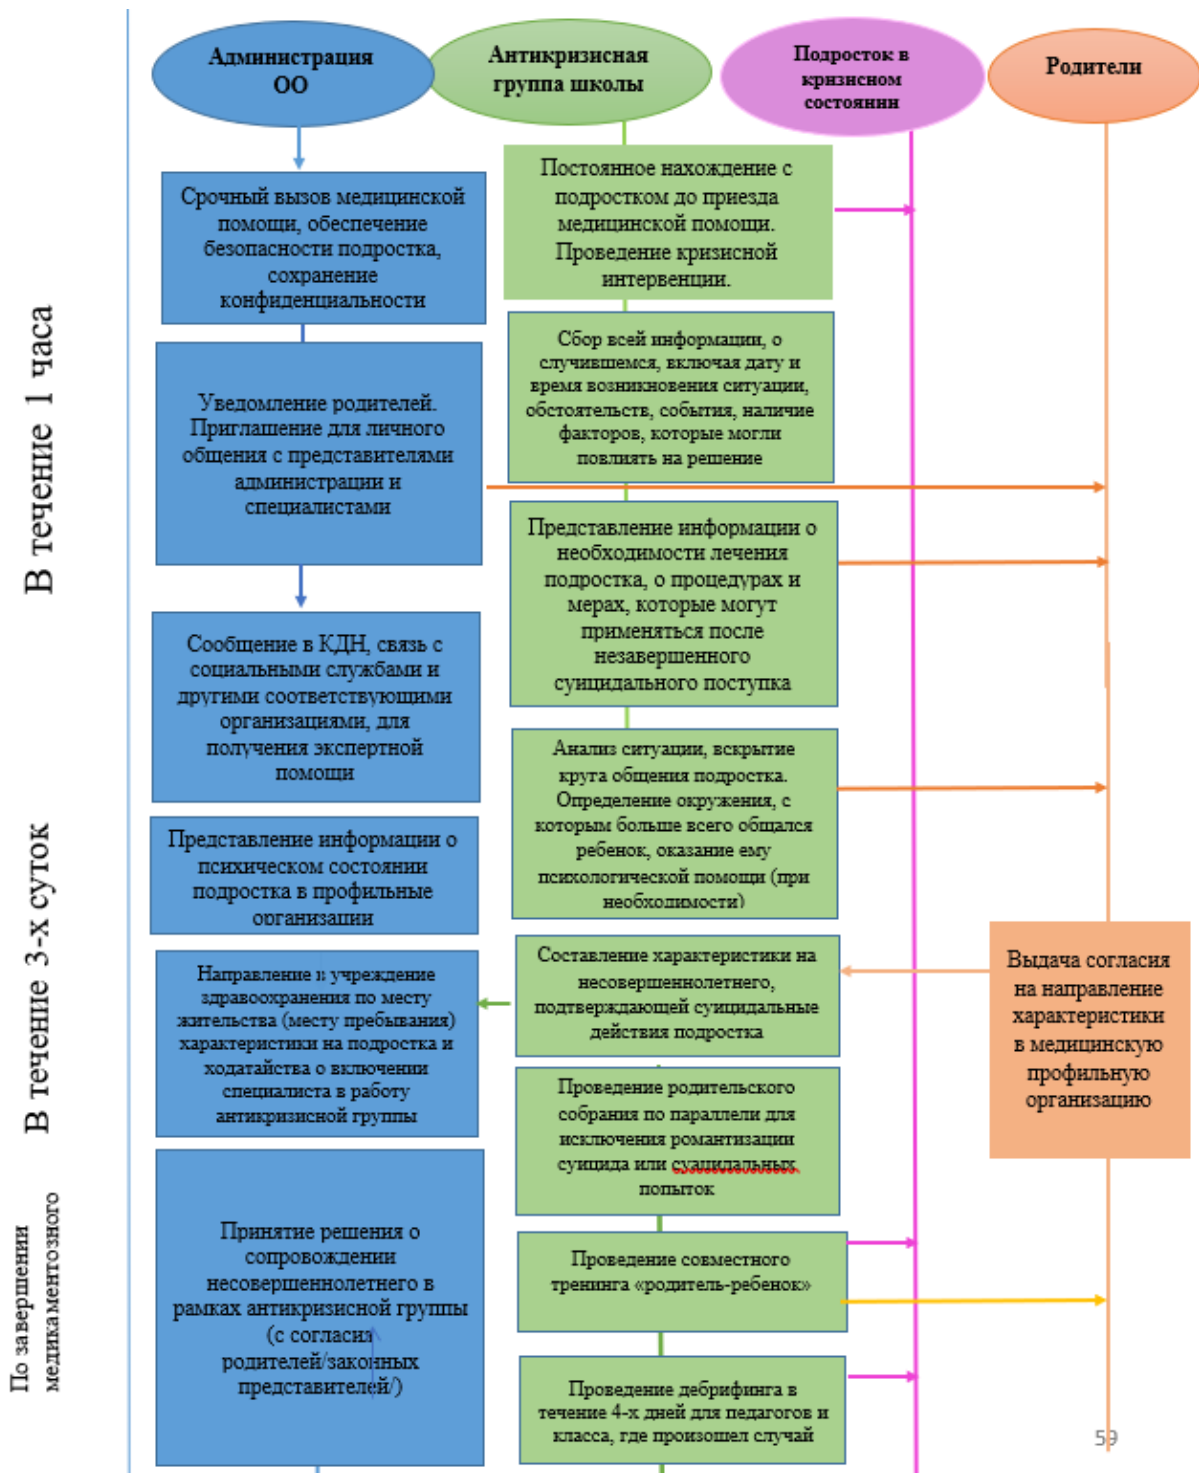 Администрация
ОО
Антикризисная
группа школы
Подросток в
кризисном
состоянии
Родители
В течение 1 часа
Срочный вызов медицинской
помощи, обеспечение
безопасности подростка,
сохранение
конфиденциальности
Постоянное нахождение с
подростком до приезда
медицинской помощи.
Проведение кризисной
интервенции.
Уведомление родителей.
Приглашение для личного
общения с представителями
администрации и
специалистами
Сбор всей информации, о
случившемся, включая дату и
время возникновения ситуации,
обстоятельств, события, наличие
факторов, которые могли
повлиять на решение
Представление информации о
необходимости лечения
подростка, о процедурах и
мерах, которые могут
применяться после
незавершенного
суицидального поступка
Сообщение в КДН, связь с
социальными службами и
другими соответствующими
организациями, для
получения экспертной
помощи
Анализ ситуации, вскрытие
круга общения подростка.
Определение окружения, с
которым больше всего общался
ребенок, оказание ему
психологической помощи (при
необходимости)
В течение 3-х суток
Представление информации о
психическом состоянии
подростка в профильные
организации
Направление в учреждение
здравоохранения по месту
жительства (месту пребывания)
характеристики на подростка и
ходатайства о включении
специалиста в работу
антикризисной группы
Составление характеристики на
несовершеннолетнего,
подтверждающей суицидальные
действия подростка
Выдача согласия
на направление
характеристики
в медицинскую
профильную
организацию
Проведение родительского
собрания по параллели для
исключения романтизации
суицида или суацидальных
попыток
По завершении
медикаментозного
Принятие решения о
сопровождении
несовершеннолетнего в
рамках антикризисной группы
(с согласия
родителей/законных
представителей/)
Проведение совместного
тренинга «родитель-ребенок»
Проведение дебрифинга в
течение 4-х дней для педагогов и
класса, где произошел случай
59